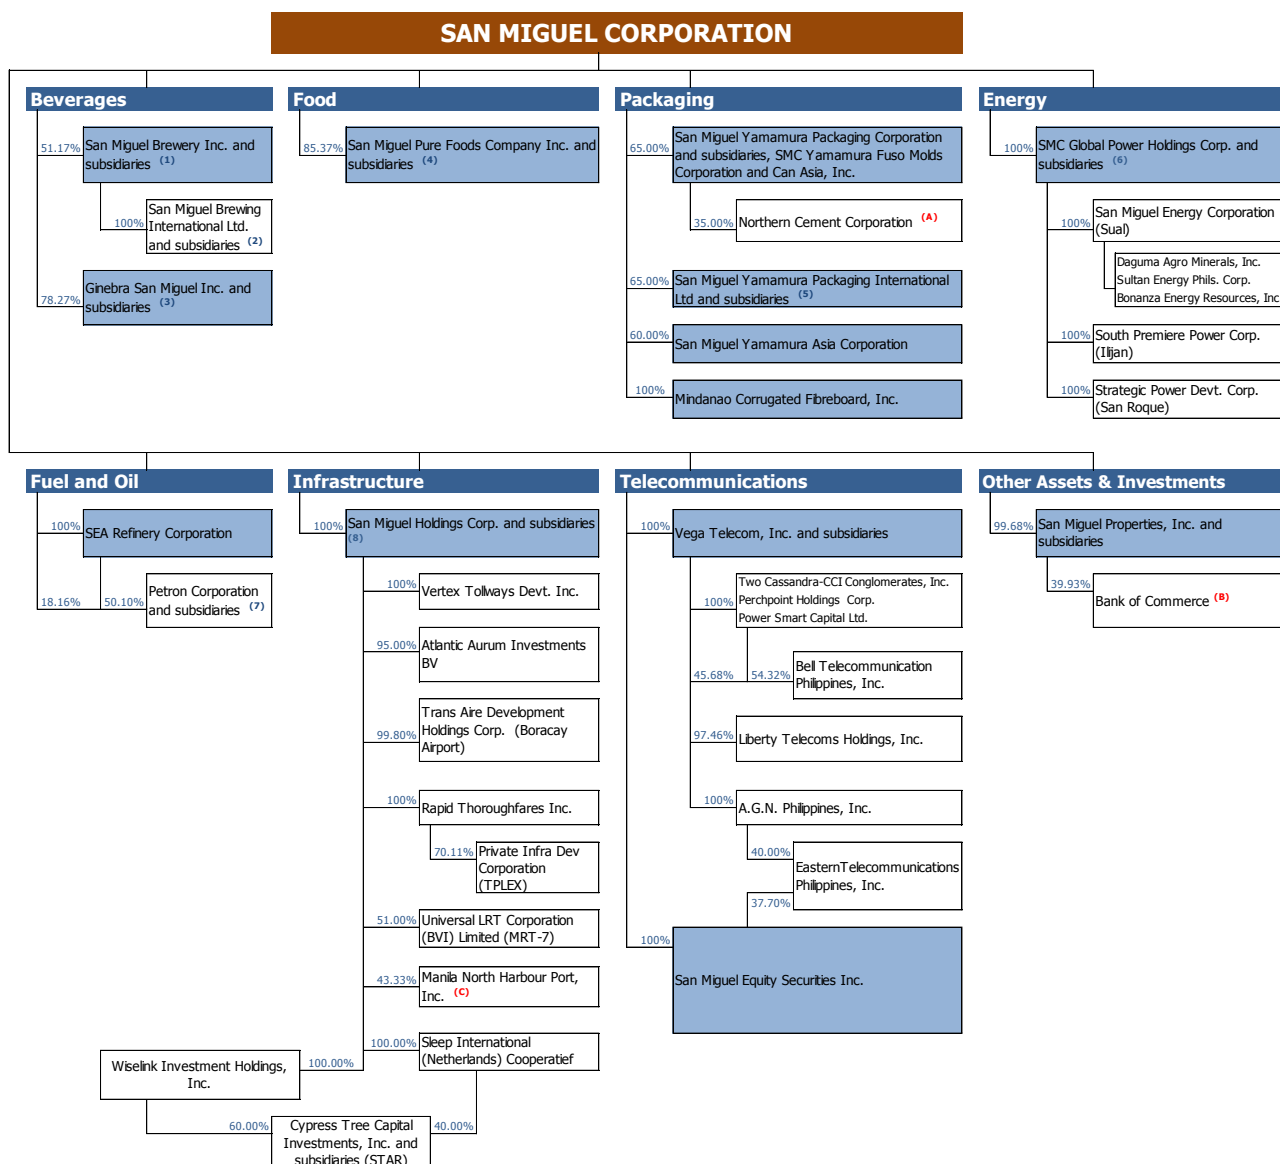 SAN MIGUEL CORPORATION
Beverages
51.17%
San Miguel Brewery Inc. and
subsidiaries (1)
100%
San Miguel Brewing
International Ltd.
and subsidiaries (2)
78.27%
Ginebra San Miguel Inc. and
subsidiaries (3)
Food
85.37%
San Miguel Pure Foods Company Inc. and
subsidiaries (4)
Packaging
65.00%
San Miguel Yamamura Packaging Corporation
and subsidiaries, SMC Yamamura Fuso Molds
Corporation and Can Asia, Inc.
35.00%
Northern Cement Corporation (A)
65.00%
San Miguel Yamamura Packaging International
Ltd and subsidiaries (5)
60.00%
San Miguel Yamamura Asia Corporation
100%
Mindanao Corrugated Fibreboard, Inc.
Energy
100%
SMC Global Power Holdings Corp. and
subsidiaries (6)
100%
San Miguel Energy Corporation
(Sual)
Daguma Agro Minerals, Inc.
Sultan Energy Phils. Corp.
Bonanza Energy Resources, Inc
100%
South Premiere Power Corp.
(Ilijan)
100%
Strategic Power Devt. Corp.
(San Roque)
Fuel and Oil
100%
SEA Refinery Corporation
18.16%
50.10%
Petron Corporation
and subsidiaries (7)
Infrastructure
100%
San Miguel Holdings Corp. and subsidiaries
(8)
100%
Vertex Tollways Devt. Inc.
95.00%
Atlantic Aurum Investments
BV
99.80%
Trans Aire Development
Holdings Corp. (Boracay
Airport)
100%
Rapid Thoroughfares Inc.
70.11%
Private Infra Dev
Corporation
(TPLEX)
51.00%
Universal LRT Corporation
(BVI) Limited (MRT-7)
43.33%
Manila North Harbour Port,
Inc. (C)
100.00%
Sleep International
(Netherlands) Cooperatief
Wiselink Investment Holdings,
Inc.
100.00%
60.00%
Cypress Tree Capital
Investments, Inc. and
subsidiaries (STAR)
40.00%
Telecommunications
100%
Vega Telecom, Inc. and subsidiaries
100%
Two Cassandra-CCI Conglomerates, Inc.
Perchpoint Holdings Corp.
Power Smart Capital Ltd.
45.68%
54.32%
Bell Telecommunication
Philippines, Inc.
97.46%
Liberty Telecoms Holdings, Inc.
100%
A.G.N. Philippines, Inc.
40.00%
EasternTelecommunications
Philippines, Inc.
37.70%
100%
San Miguel Equity Securities Inc.
Other Assets & Investments
99.68%
San Miguel Properties, Inc. and
subsidiaries
39.93%
Bank of Commerce (B)